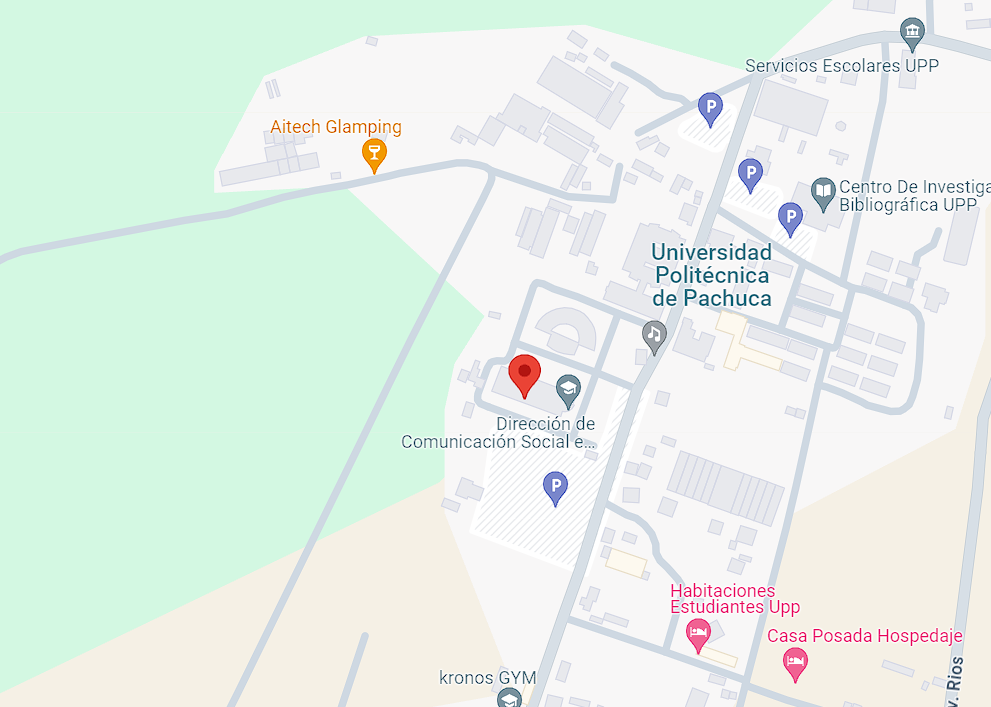 Servicios Escolares UPP
P
Aitech Glamping
P
Centro De Investiga
Bibliográfica UPP
P
Universidad
Politécnica
de Pachuca
Dirección de
Comunicación Social e...
P
Habitaciones
Estudiantes Upp
Casa Posada Hospedaje
kronos GYM
v. Rios